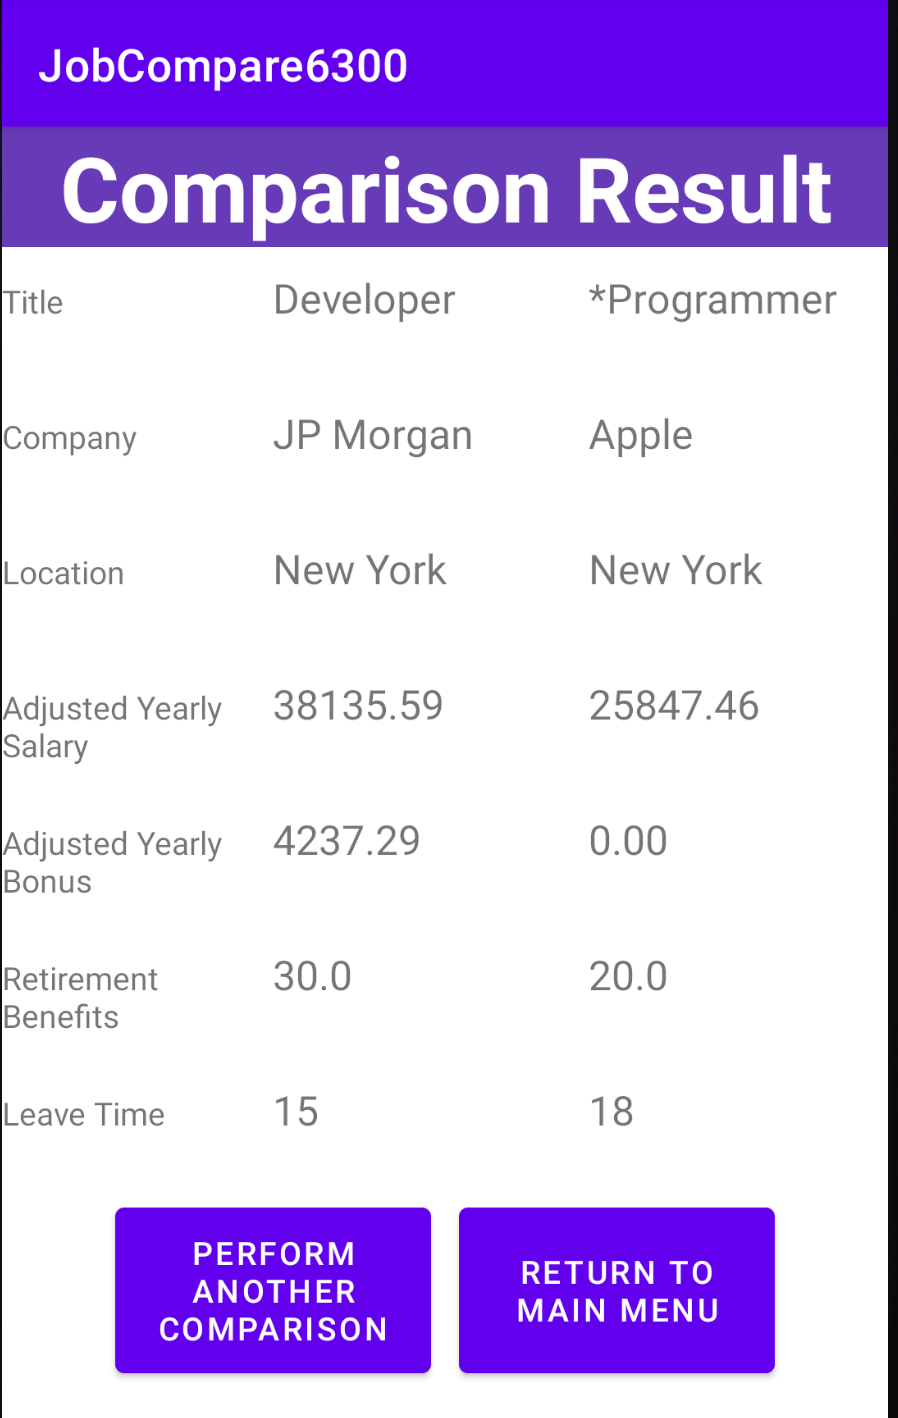 JobCompare6300
Comparison Result
Title Developer *Programmer
Company JP Morgan Apple
Location New York New York
Adjusted Yearly Salary 38135.59 25847.46
Adjusted Yearly Bonus 4237.29 0.00
Retirement Benefits 30.0 20.0
Leave Time 15 18
PERFORM
ANOTHER
COMPARISON
RETURN TO
MAIN MENU